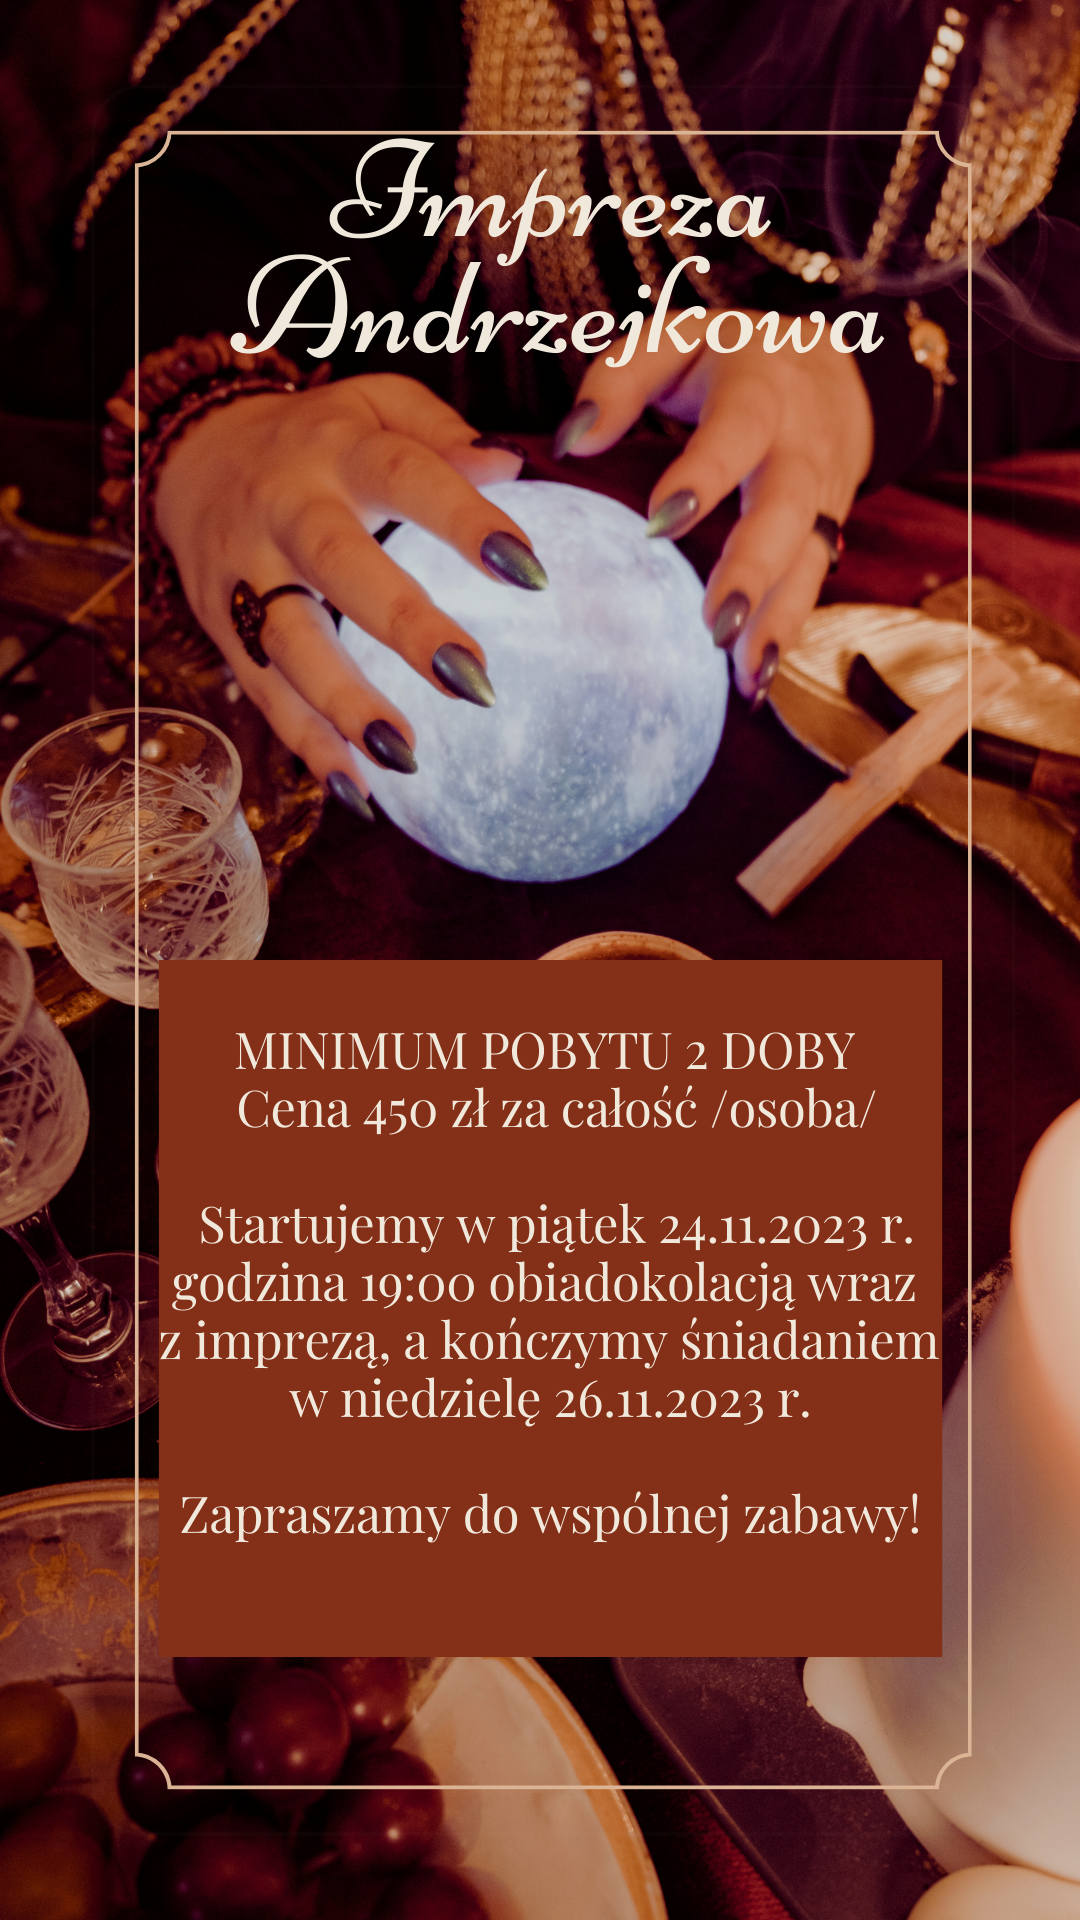 Impreza
Andrzejkowa
MINIMUM POBYTU 2 DOBY
Cena 450 zł za całość /osoba/
Startujemy w piątek 24.11.2023 r.
godzina 19:00 obiadokolacją wraz
z imprezą, a kończymy śniadaniem
w niedzielę 26.11.2023 r.
Zapraszamy do wspólnej zabawy!